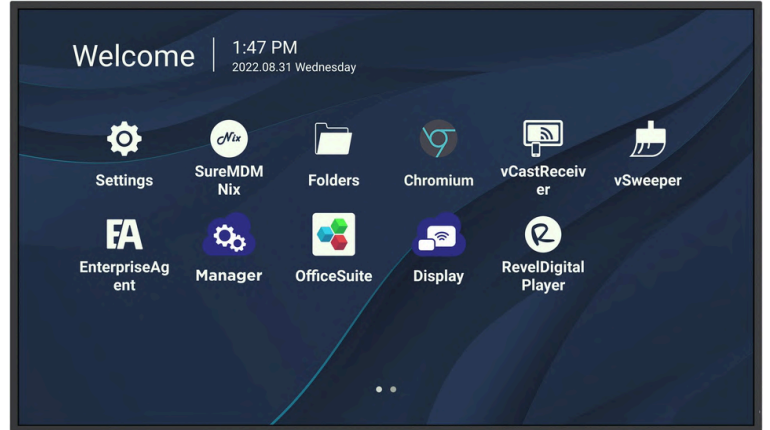 Welcome
1:47 PM
2022.08.31 Wednesday
Nix
Settings
SureMDM
Nix
Folders
Chromium
vCastReceiv
er
vSweeper
EA
R
EnterpriseAg
ent
Manager
OfficeSuite
Display
RevelDigital
Player